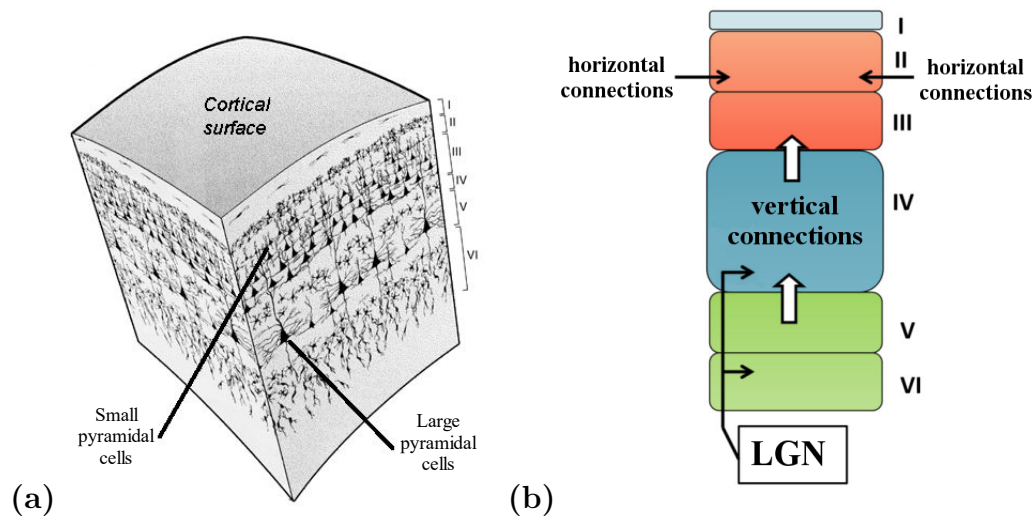 Cortical
surface
I
II
III
IV
V
VI
Small
pyramidal
cells
Large
pyramidal
cells
(a)
I
II
horizontal
connections
horizontal
connections
III
IV
vertical
connections
V
VI
LGN
(b)